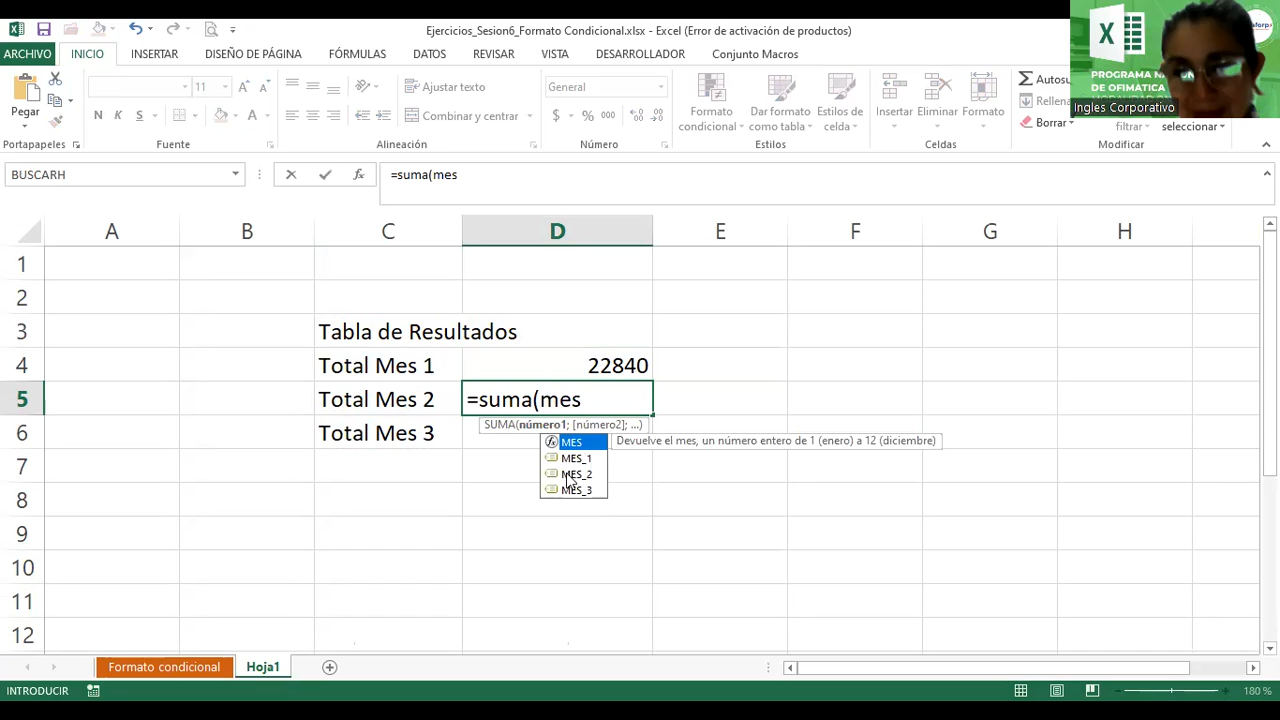 Ejercicios_Sesion6_Formato Condicional.xlsx - Excel (Error de activación de productos)
ARCHIVO INICIO INSERTAR DISEÑO DE PÁGINA FÓRMULAS DATOS REVISAR VISTA DESARROLLADOR Conjunto Macros
PROGRAMA
DE OFIMÁTICA
Ingles Corporativo
Pegar
11
N K S
Ajustar texto
Combinar y centrar
General
$ % 000
Formato condicional
Dar formato como tabla
Estilos de celda
Insertar
Eliminar
Formato
Borrar
filtrar
seleccionar
Portapapeles Fuente Alineación Número Estilos Celdas Modificar
BUSCARH
fx
=suma(mes
A B C D E F G H
1
2
3 Tabla de Resultados
4 Total Mes 1 22840
5 Total Mes 2 =suma(mes
SUMA(número1; [número2]; ...)
6 Total Mes 3
MES Devuelve el mes, un número entero de 1 (enero) a 12 (diciembre)
MES_1
MES_2
MES_3
7
8
9
10
11
12
Formato condicional Hoja1
INTRODUCIR
180 %